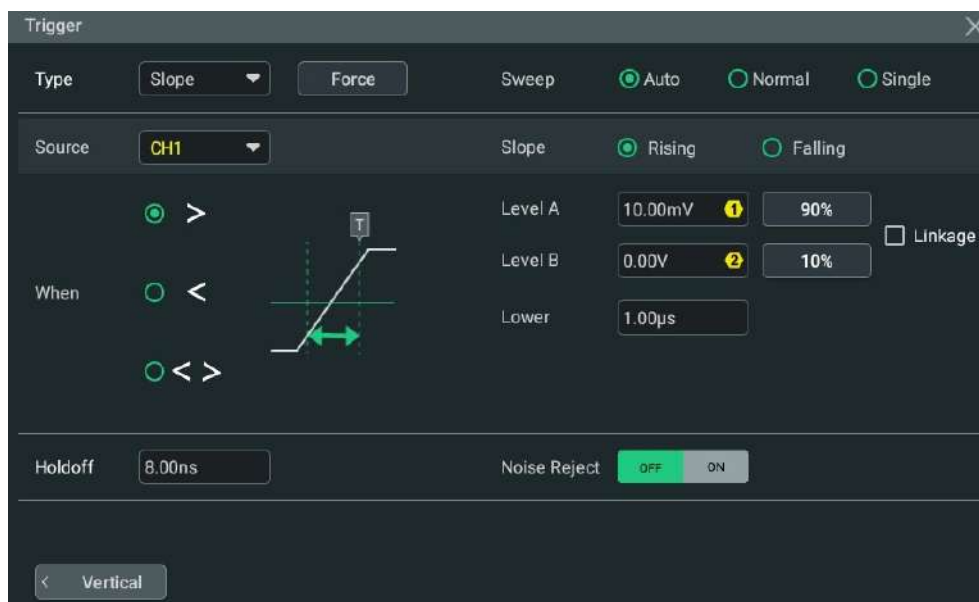 Trigger
Type Slope Force Sweep Auto Normal Single
Source CH1 Slope Rising Falling
When > < < >
T
Level A 10.00mV 1 90%
Level B 0.00V 2 10%
Linkage
Lower 1.00µs
Holdoff 8.00ns Noise Reject OFF ON
< Vertical